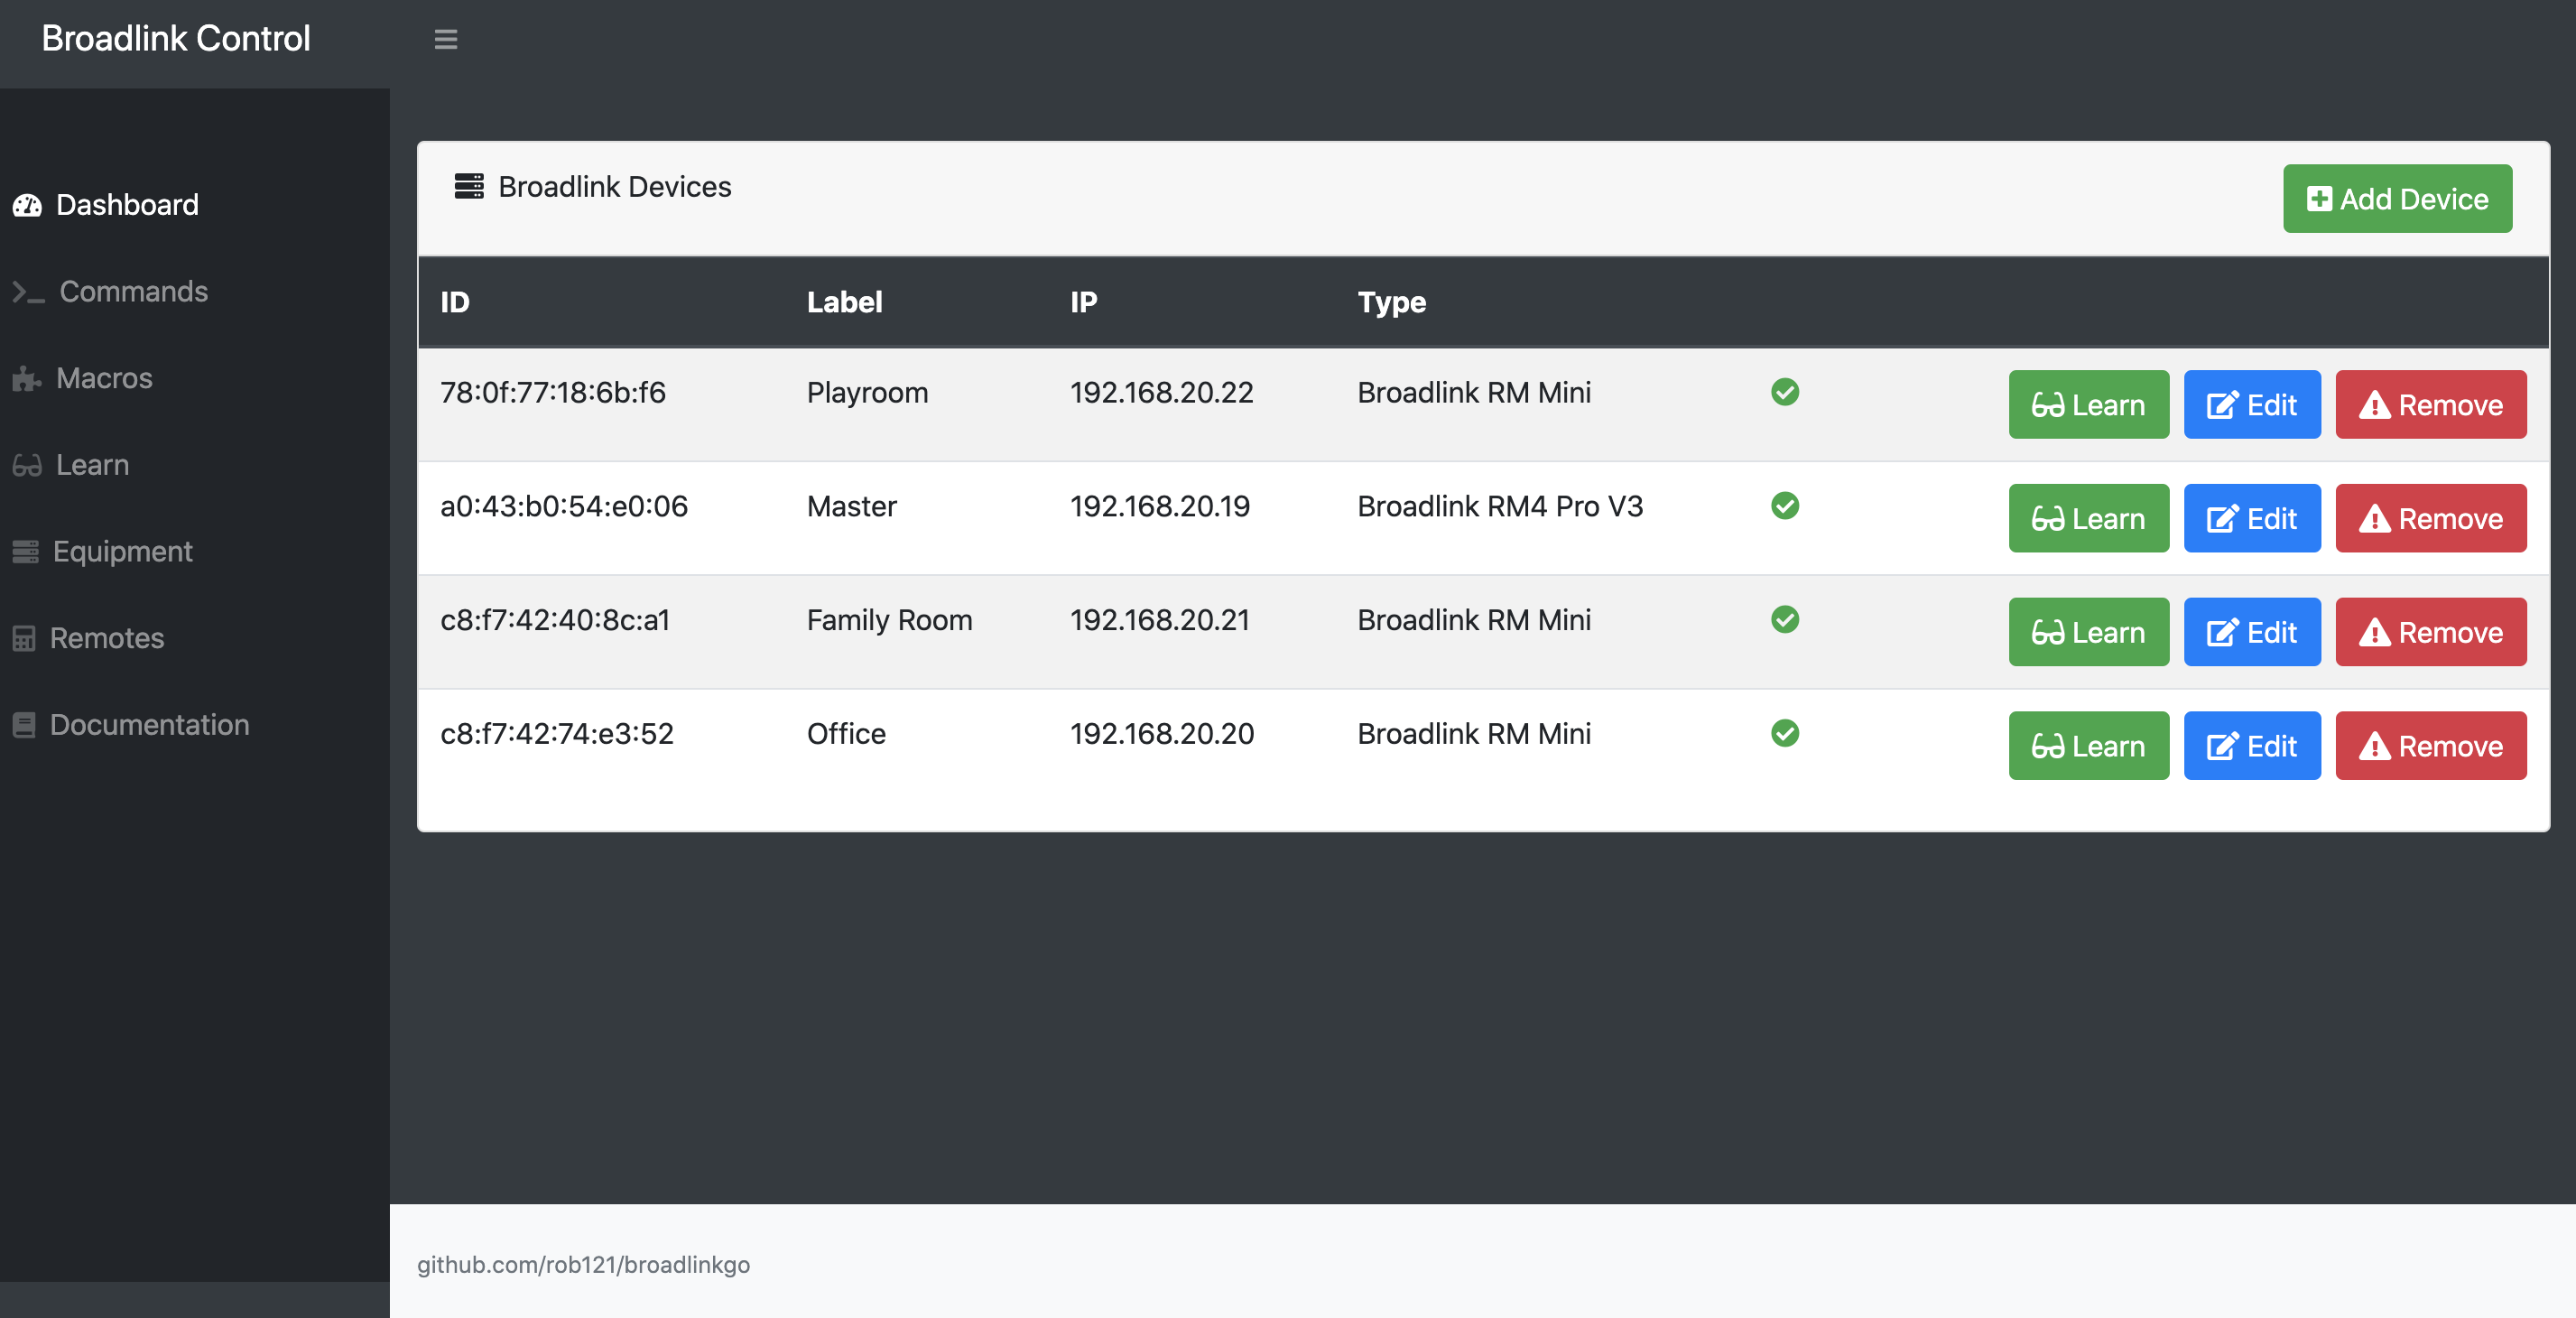 Broadlink Control
Dashboard
Commands
Macros
Learn
Equipment
Remotes
Documentation
Broadlink Devices
Add Device
ID Label IP Type
78:0f:77:18:6b:f6 Playroom 192.168.20.22 Broadlink RM Mini Learn Edit Remove
a0:43:b0:54:e0:06 Master 192.168.20.19 Broadlink RM4 Pro V3 Learn Edit Remove
c8:f7:42:40:8c:a1 Family Room 192.168.20.21 Broadlink RM Mini Learn Edit Remove
c8:f7:42:74:e3:52 Office 192.168.20.20 Broadlink RM Mini Learn Edit Remove
github.com/rob121/broadlinkgo